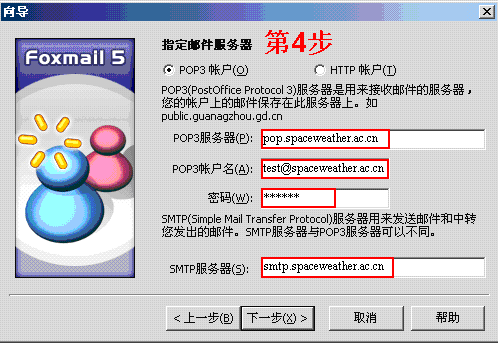 向导
Foxmail 5
指定邮件服务器 第4步
POP3 帐户(O) HTTP 帐户(T)
POP3(PostOffice Protocol 3)服务器是用来接收邮件的服务器，
您的帐户上的邮件保存在此服务器上。如
public.guanagzhou.gd.cn
POP3服务器(P): pop.spaceweather.ac.cn
POP3帐户名(A): test@spaceweather.ac.cn
密码(W): ******
SMTP(Simple Mail Transfer Protocol)服务器用来发送邮件和中转
您发出的邮件。SMTP服务器与POP3服务器可以不同。
SMTP服务器(S): smtp.spaceweather.ac.cn
< 上一步(B) 下一步(X) > 取消 帮助